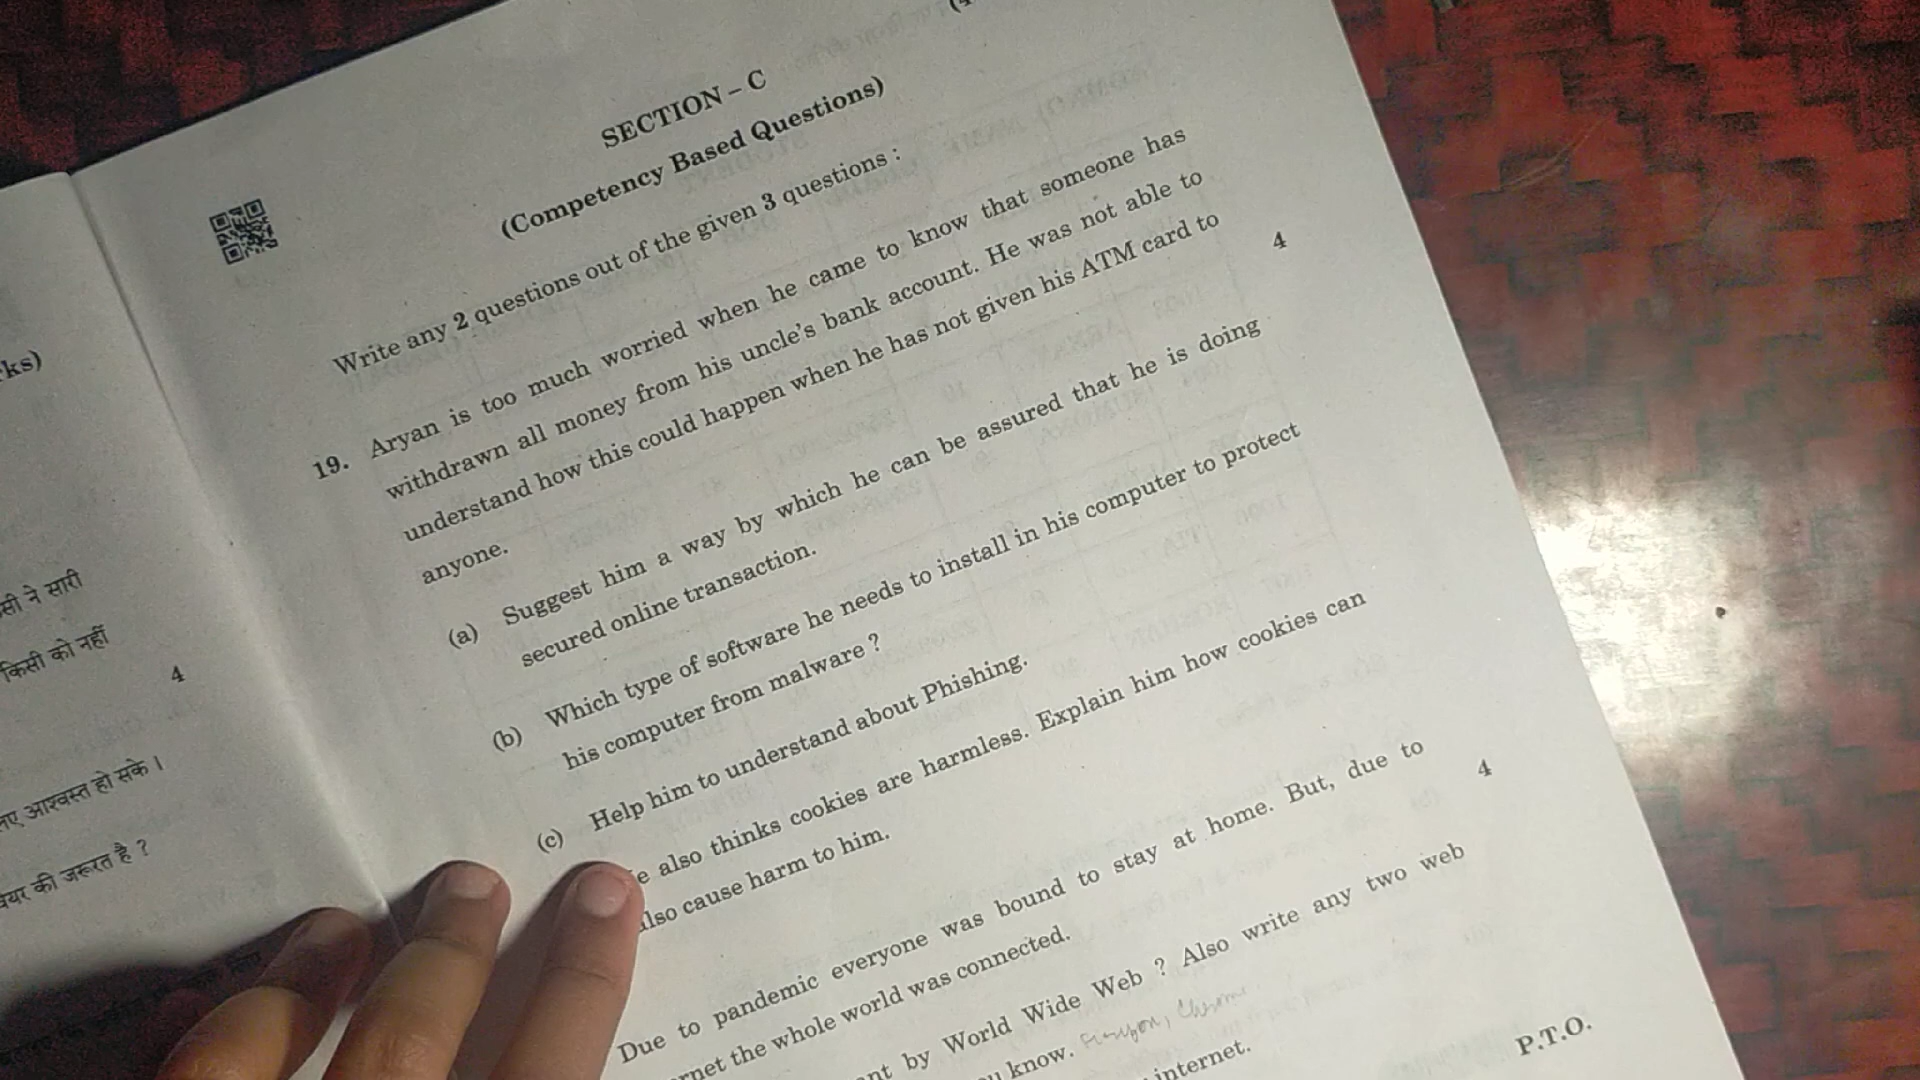 SECTION – C
(Competency Based Questions)
Write any 2 questions out of the given 3 questions :
19. Aryan is too much worried when he came to know that someone has
withdrawn all money from his uncle's bank account. He was not able to
understand how this could happen when he has not given his ATM card to
anyone.
4
(a) Suggest him a way by which he can be assured that he is doing
secured online transaction.
(b) Which type of software he needs to install in his computer to protect
his computer from malware ?
(c) Help him to understand about Phishing.
also thinks cookies are harmless. Explain him how cookies can
cause harm to him.
Due to pandemic everyone was bound to stay at home. But, due to
the whole world was connected.
4
by World Wide Web ? Also write any two web
know.
internet.
P.T.O.
ने सारी
किसी को नहीं
4
आश्वस्त हो सके ।
की जरूरत है ?